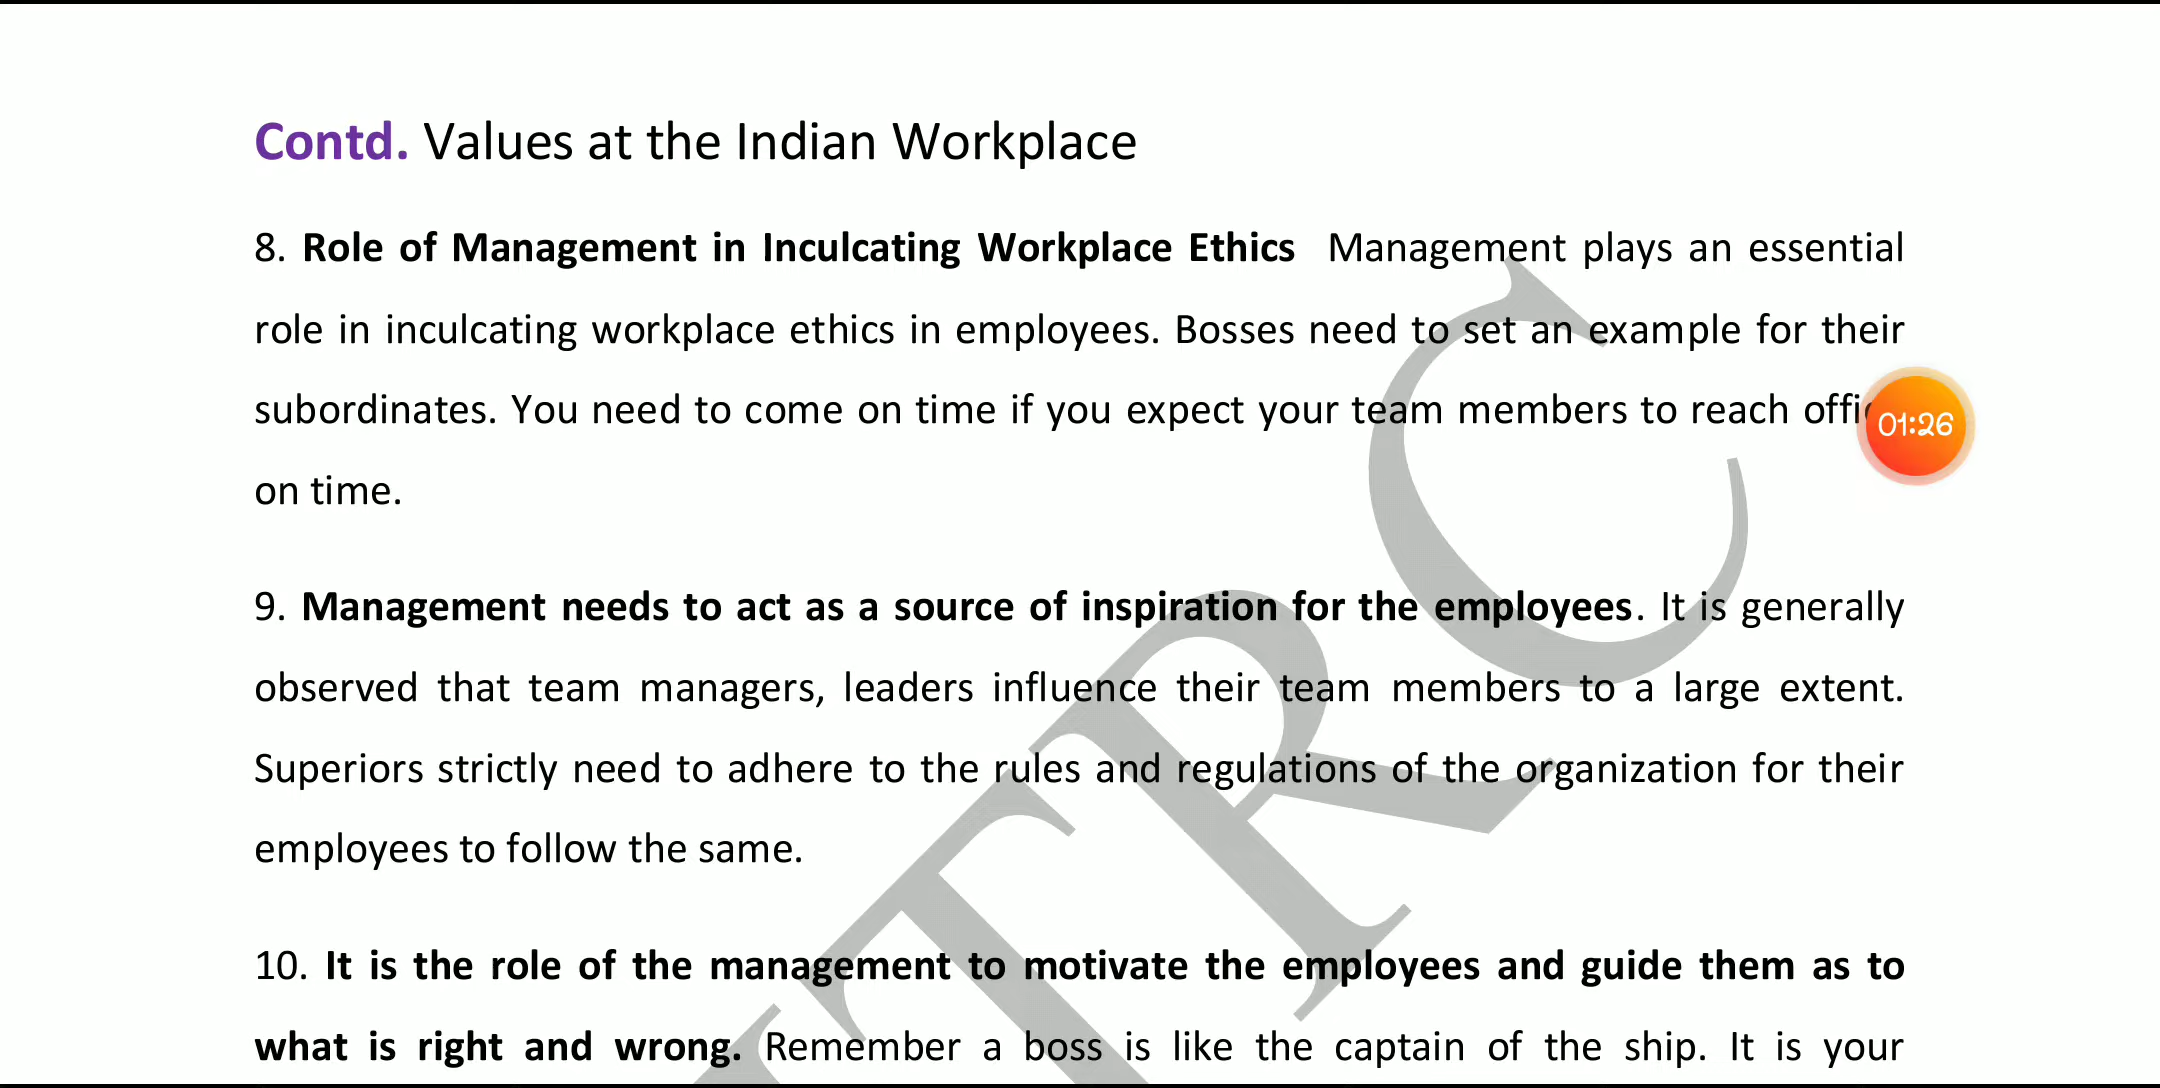 Contd. Values at the Indian Workplace
8. Role of Management in Inculcating Workplace Ethics Management plays an essential
role in inculcating workplace ethics in employees. Bosses need to set an example for their
subordinates. You need to come on time if you expect your team members to reach
01:26
on time.
9. Management needs to act as a source of inspiration for the employees. It is generally
observed that team managers, leaders influence their team members to a large extent.
Superiors strictly need to adhere to the rules and regulations of the organization for their
employees to follow the same.
10. It is the role of the management to motivate the employees and guide them as to
what is right and wrong. Remember a boss is like the captain of the ship. It is your
TRC